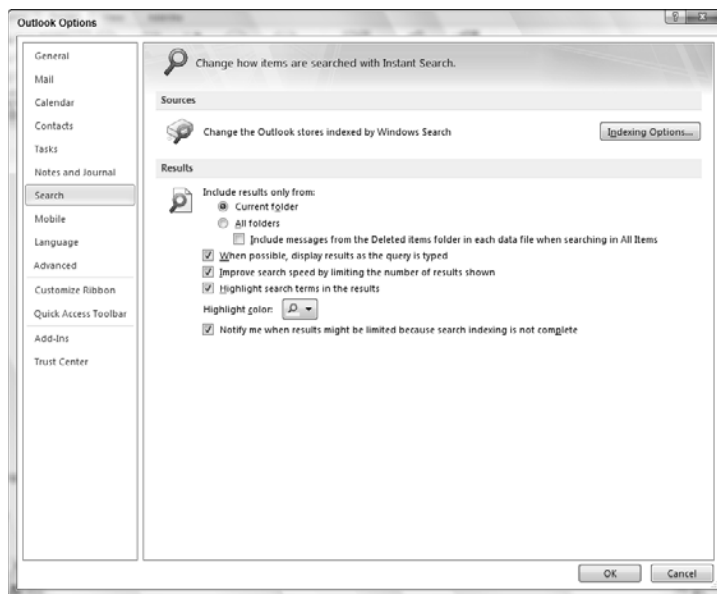 Outlook Options
General
Mail
Calendar
Contacts
Tasks
Notes and Journal
Search
Mobile
Language
Advanced
Customize Ribbon
Quick Access Toolbar
Add-Ins
Trust Center
Change how items are searched with Instant Search.
Sources
Change the Outlook stores indexed by Windows Search
Indexing Options...
Results
Include results only from:
Current folder
All folders
Include messages from the Deleted items folder in each data file when searching in All Items
When possible, display results as the query is typed
Improve search speed by limiting the number of results shown
Highlight search terms in the results
Highlight color:
Notify me when results might be limited because search indexing is not complete
OK
Cancel